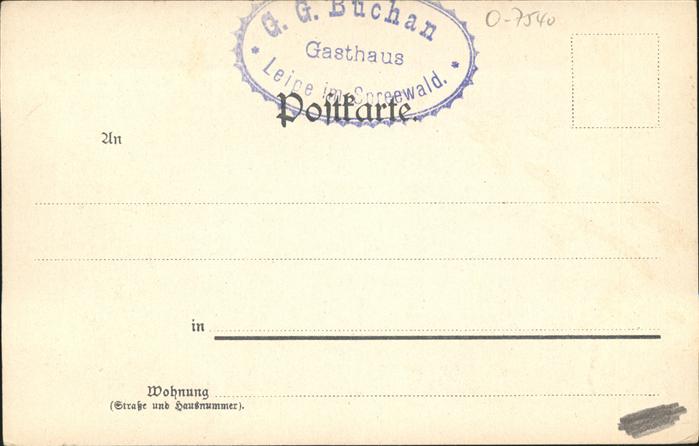 G. G. Buchan
Gasthaus
* Leipe im Spreewald. *
O-7540
Postkarte.
An
in
Wohnung
(Straße und Hausnummer).